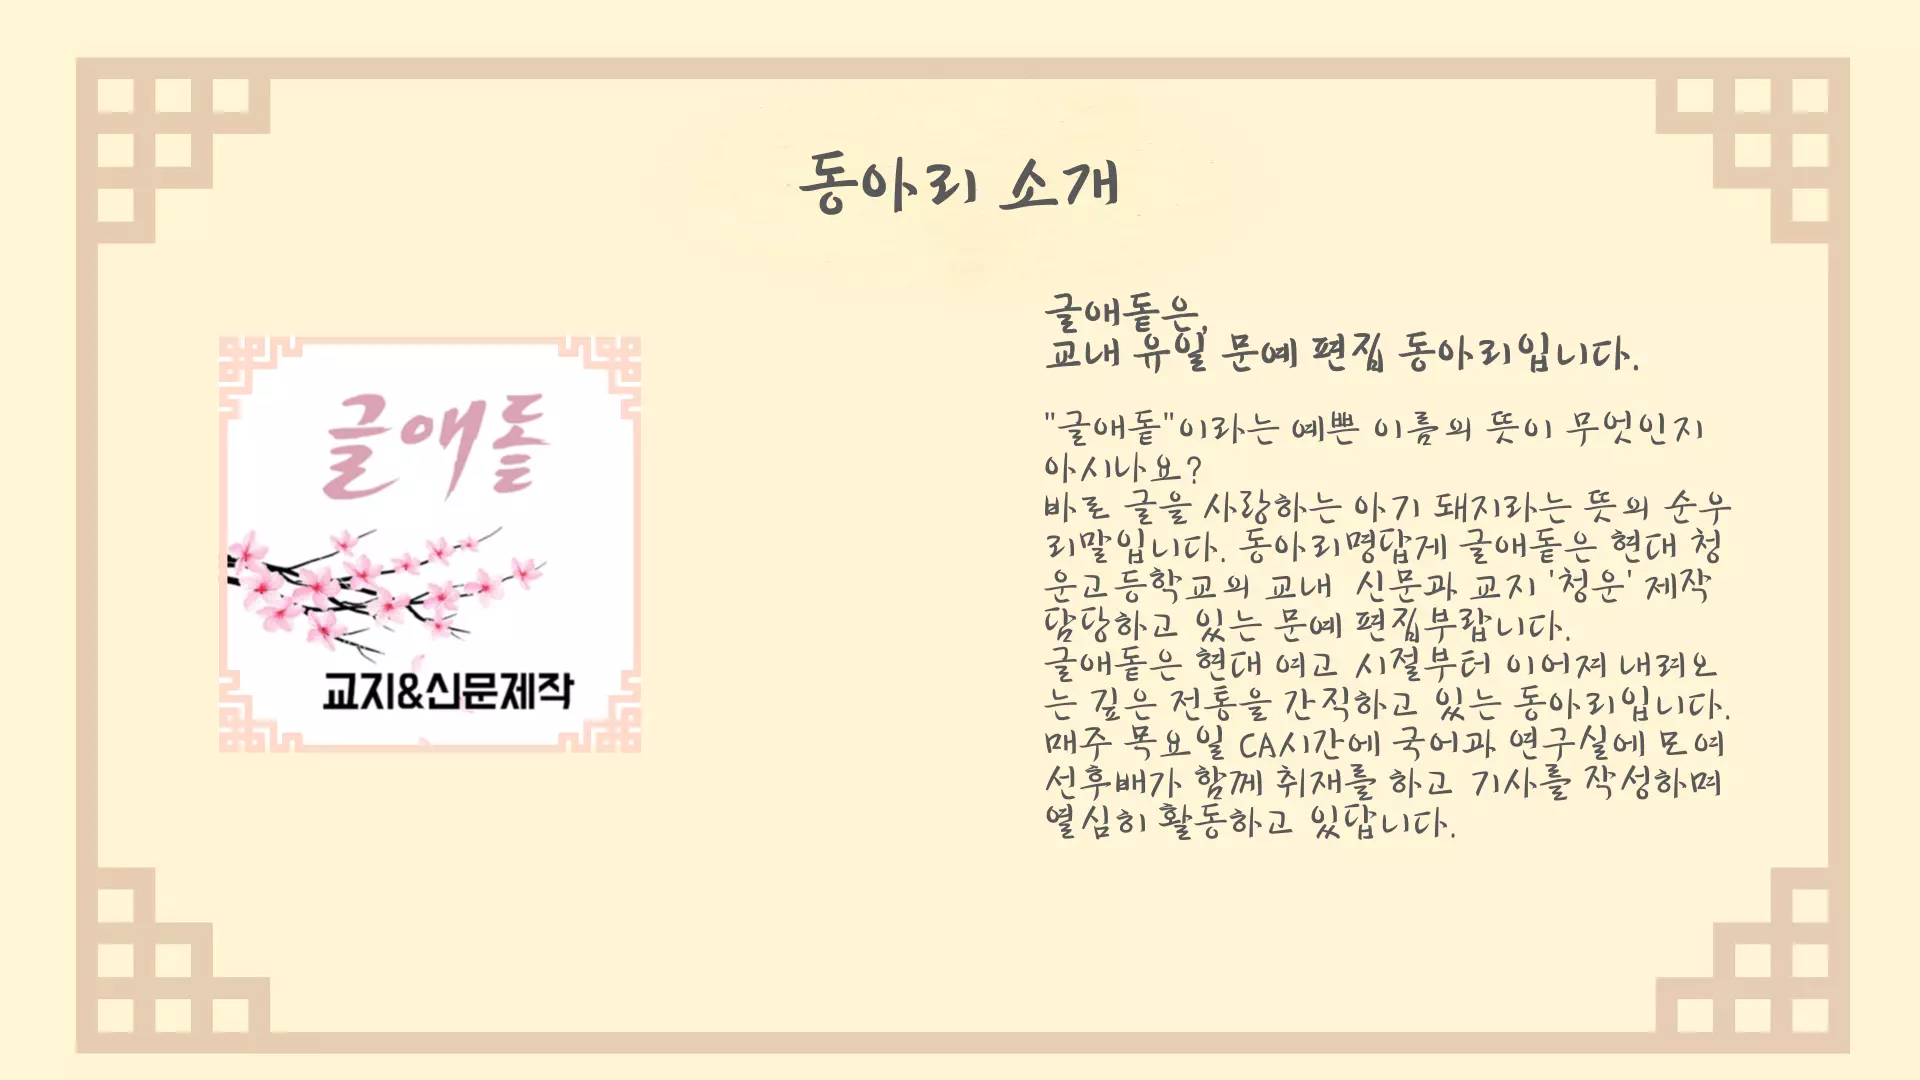 동아리 소개
글애돝
교지&신문제작
글애돝은,
교내 유일 문예 편집 동아리입니다.
"글애돝"이라는 예쁜 이름의 뜻이 무엇인지
아시나요?
바로 글을 사랑하는 아기 돼지라는 뜻의 순우
리말입니다. 동아리명답게 글애돝은 현대 청
운고등학교의 교내 신문과 교지 '청운' 제작
담당하고 있는 문예 편집부랍니다.
글애돝은 현대 여고 시절부터 이어져 내려오
는 깊은 전통을 간직하고 있는 동아리입니다.
매주 목요일 CA시간에 국어과 연구실에 모여
선후배가 함께 취재를 하고 기사를 작성하며
열심히 활동하고 있답니다.